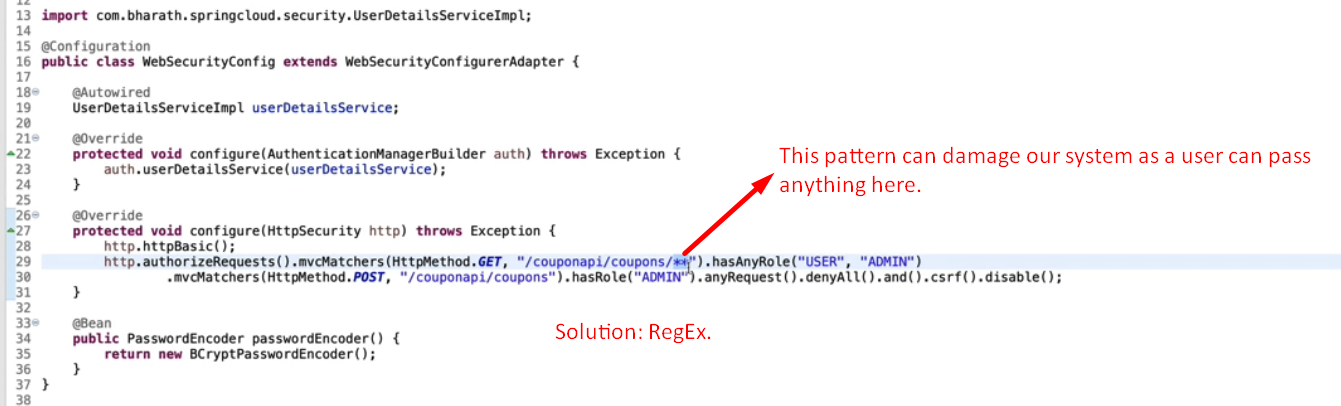 12
13 import com.bharath.springcloud.security.UserDetailsServiceImpl;
14
15 @Configuration
16 public class WebSecurityConfig extends WebSecurityConfigurerAdapter {
17
18 @Autowired
19 UserDetailsServiceImpl userDetailsService;
20
21 @Override
22 protected void configure(AuthenticationManagerBuilder auth) throws Exception {
23 auth.userDetailsService(userDetailsService);
24 }
25
26 @Override
27 protected void configure(HttpSecurity http) throws Exception {
28 http.httpBasic();
29 http.authorizeRequests().mvcMatchers(HttpMethod.GET, "/couponapi/coupons/**").hasAnyRole("USER", "ADMIN")
30 .mvcMatchers(HttpMethod.POST, "/couponapi/coupons").hasRole("ADMIN").anyRequest().denyAll().and().csrf().disable();
31 }
32
33 @Bean
34 public PasswordEncoder passwordEncoder() {
35 return new BCryptPasswordEncoder();
36 }
37 }
38
This pattern can damage our system as a user can pass
anything here.
Solution: RegEx.